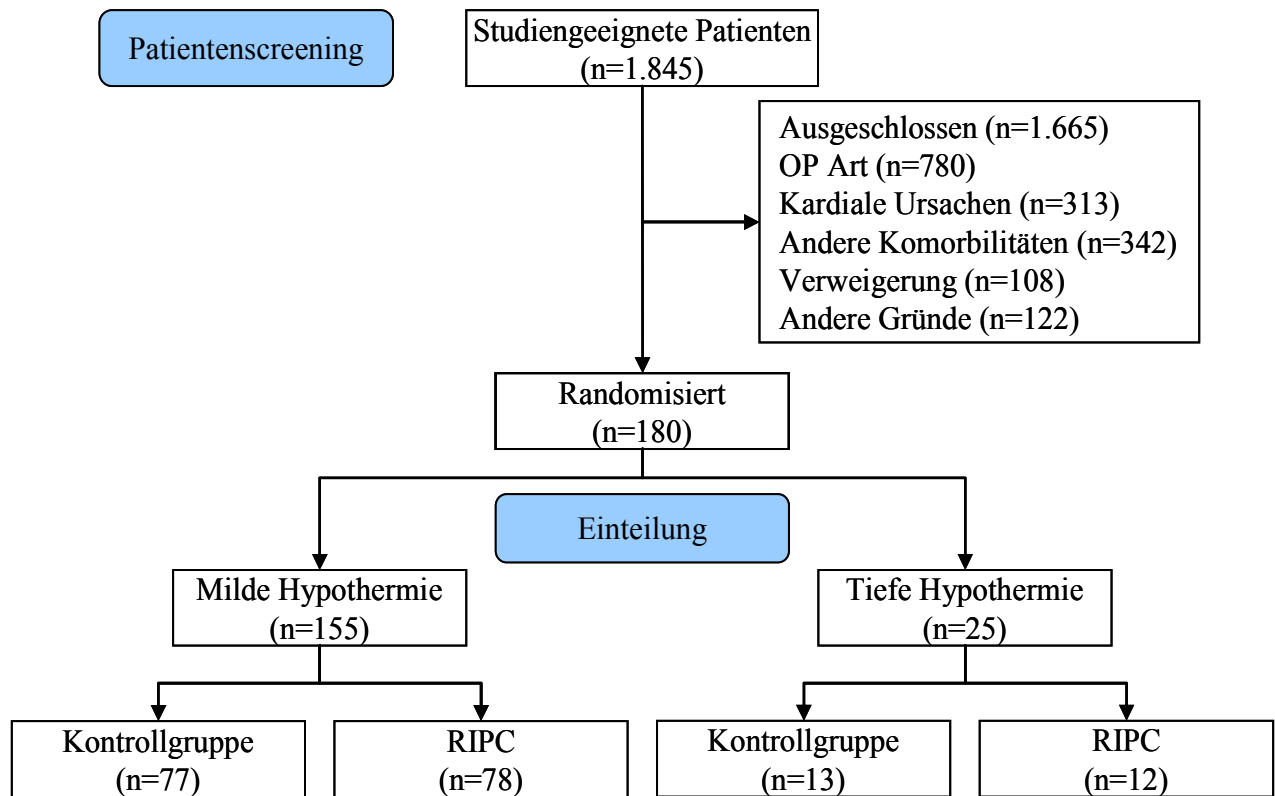 Patientenscreening
Studiengeeignete Patienten
(n=1.845)
Ausgeschlossen (n=1.665)
OP Art (n=780)
Kardiale Ursachen (n=313)
Andere Komorbilitäten (n=342)
Verweigerung (n=108)
Andere Gründe (n=122)
Randomisiert
(n=180)
Einteilung
Milde Hypothermie
(n=155)
Tiefe Hypothermie
(n=25)
Kontrollgruppe
(n=77)
RIPC
(n=78)
Kontrollgruppe
(n=13)
RIPC
(n=12)